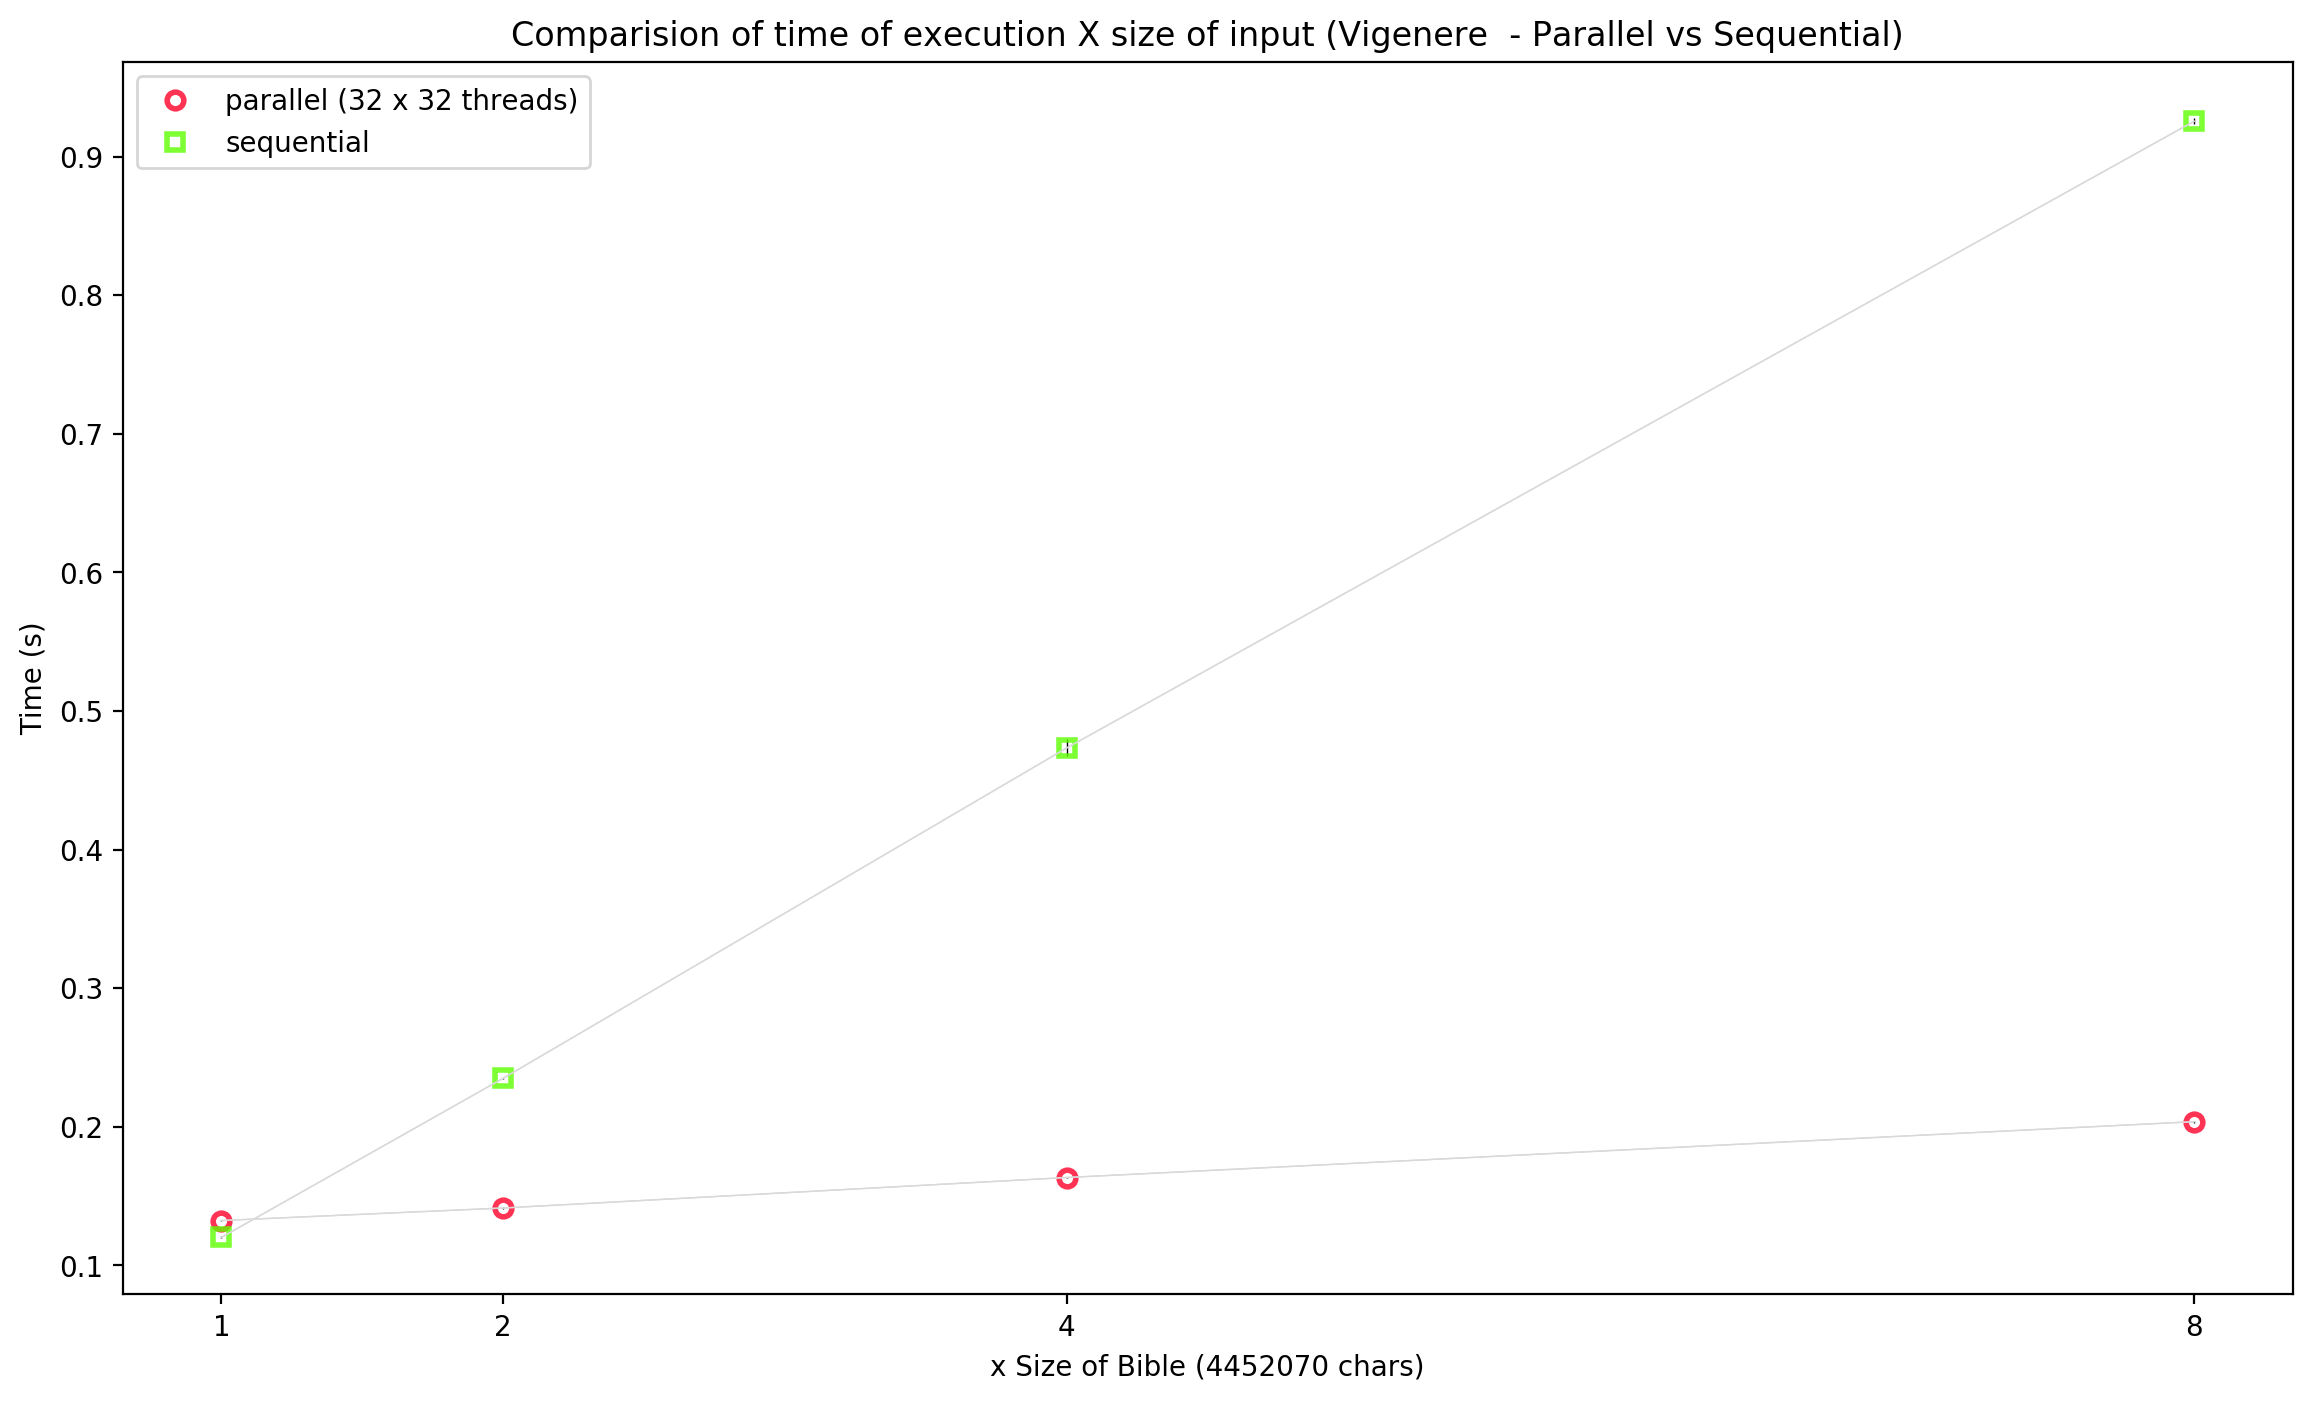 Comparision of time of execution X size of input (Vigenere  - Parallel vs Sequential)
parallel (32 x 32 threads)
sequential
0.9
0.8
0.7
0.6
0.5
0.4
0.3
0.2
0.1
Time (s)
1 2 4 8
x Size of Bible (4452070 chars)